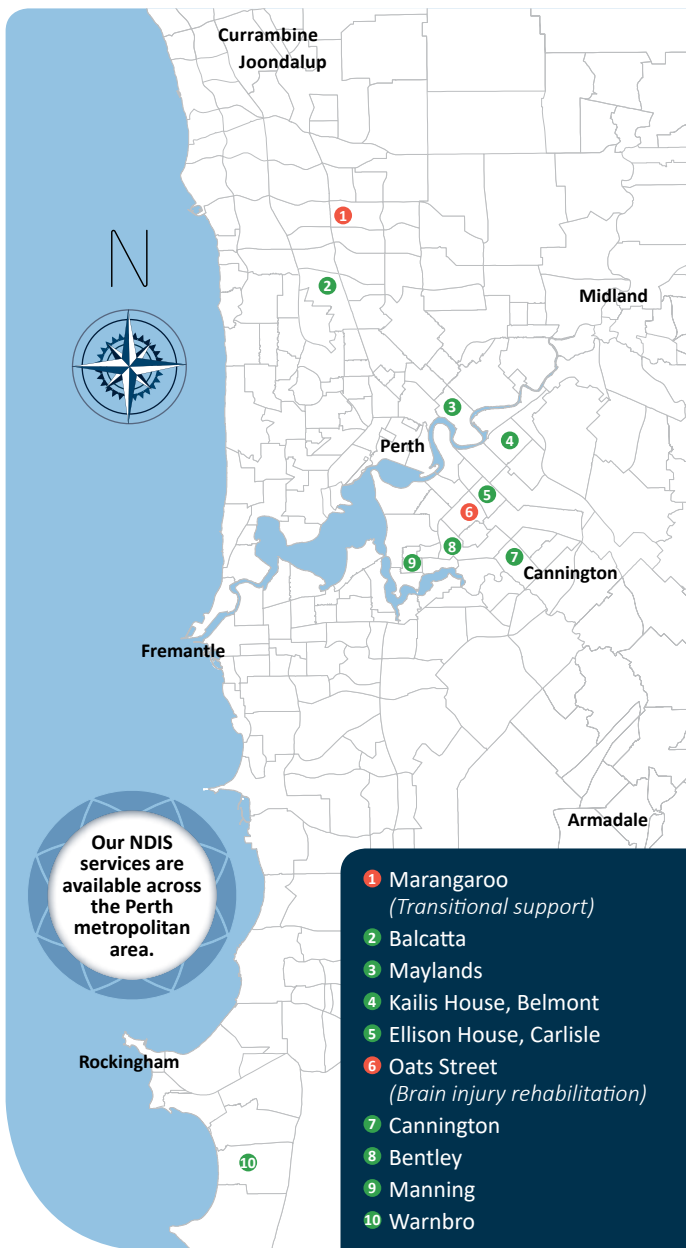 Currambine
Joondalup
1
N
2
Midland
3
Perth
4
5
6
8
7
9
Cannington
Fremantle
Armadale
Our NDIS
services are
available across
the Perth
metropolitan
area.
Rockingham
10
1 Marangaroo
(Transitional support)
2 Balcatta
3 Maylands
4 Kailis House, Belmont
5 Ellison House, Carlisle
6 Oats Street
(Brain injury rehabilitation)
7 Cannington
8 Bentley
9 Manning
10 Warnbro